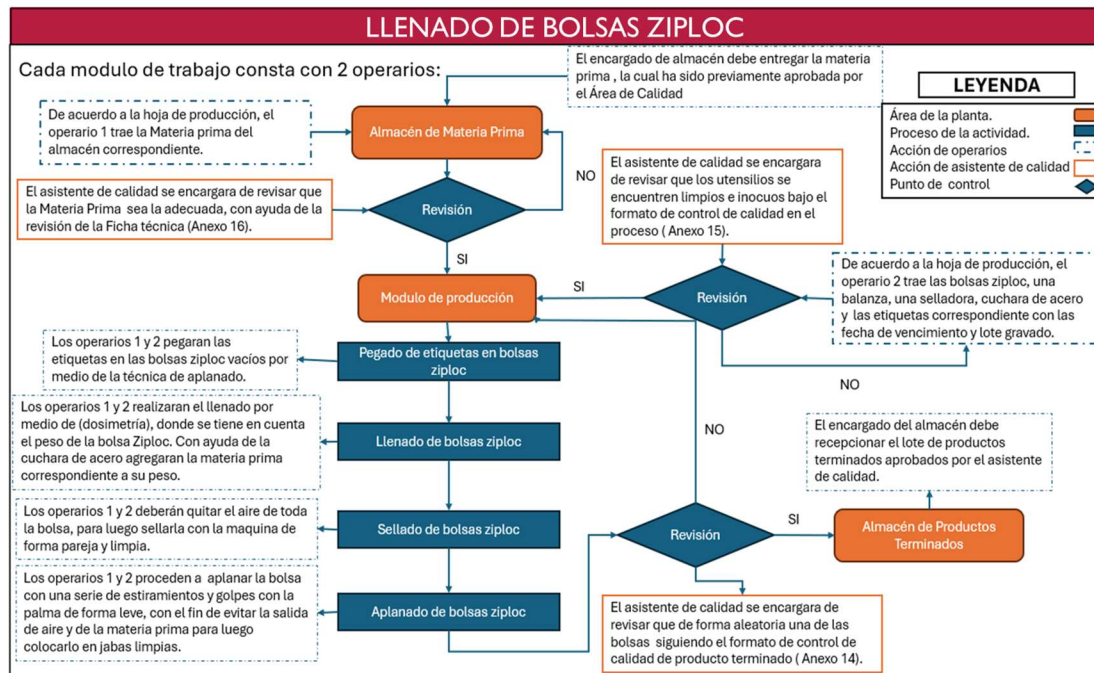 LLENADO DE BOLSAS ZIPLOC
Cada modulo de trabajo consta con 2 operarios:
El encargado de almacén debe entregar la materia
prima , la cual ha sido previamente aprobada por
el Área de Calidad
LEYENDA
Área de la planta.
Proceso de la actividad.
Acción de operarios
Acción de asistente de calidad
Punto de control
De acuerdo a la hoja de producción, el
operario 1 trae la Materia prima del
almacén correspondiente.
Almacén de Materia Prima
NO
El asistente de calidad se encargara de revisar que
la Materia Prima sea la adecuada, con ayuda de la
revisión de la Ficha técnica (Anexo 16).
Revisión
SI
El asistente de calidad se encargara
de revisar que los utensilios se
encuentren limpios e inocuos bajo el
formato de control de calidad en el
proceso ( Anexo 15).
Modulo de producción
SI
Revisión
De acuerdo a la hoja de producción, el
operario 2 trae las bolsas ziploc, una
balanza, una selladora, cuchara de acero
y las etiquetas correspondiente con las
fecha de vencimiento y lote gravado.
NO
Los operarios 1 y 2 pegaran las
etiquetas en las bolsas ziploc vacíos por
medio de la técnica de aplanado.
Pegado de etiquetas en bolsas
ziploc
Los operarios 1 y 2 realizaran el llenado por
medio de (dosimetría), donde se tiene en cuenta
el peso de la bolsa Ziploc. Con ayuda de la
cuchara de acero agregaran la materia prima
correspondiente a su peso.
Llenado de bolsas ziploc
NO
El encargado del almacén debe
recepcionar el lote de productos
terminados aprobados por el asistente
de calidad.
Los operarios 1 y 2 deberán quitar el aire de toda
la bolsa, para luego sellarla con la maquina de
forma pareja y limpia.
Sellado de bolsas ziploc
Revisión
SI
Almacén de Productos
Terminados
Los operarios 1 y 2 proceden a aplanar la bolsa
con una serie de estiramientos y golpes con la
palma de forma leve, con el fin de evitar la salida
de aire y de la materia prima para luego
colocarlo en jabas limpias.
Aplanado de bolsas ziploc
El asistente de calidad se encargara de
revisar que de forma aleatoria una de las
bolsas siguiendo el formato de control de
calidad de producto terminado ( Anexo 14).